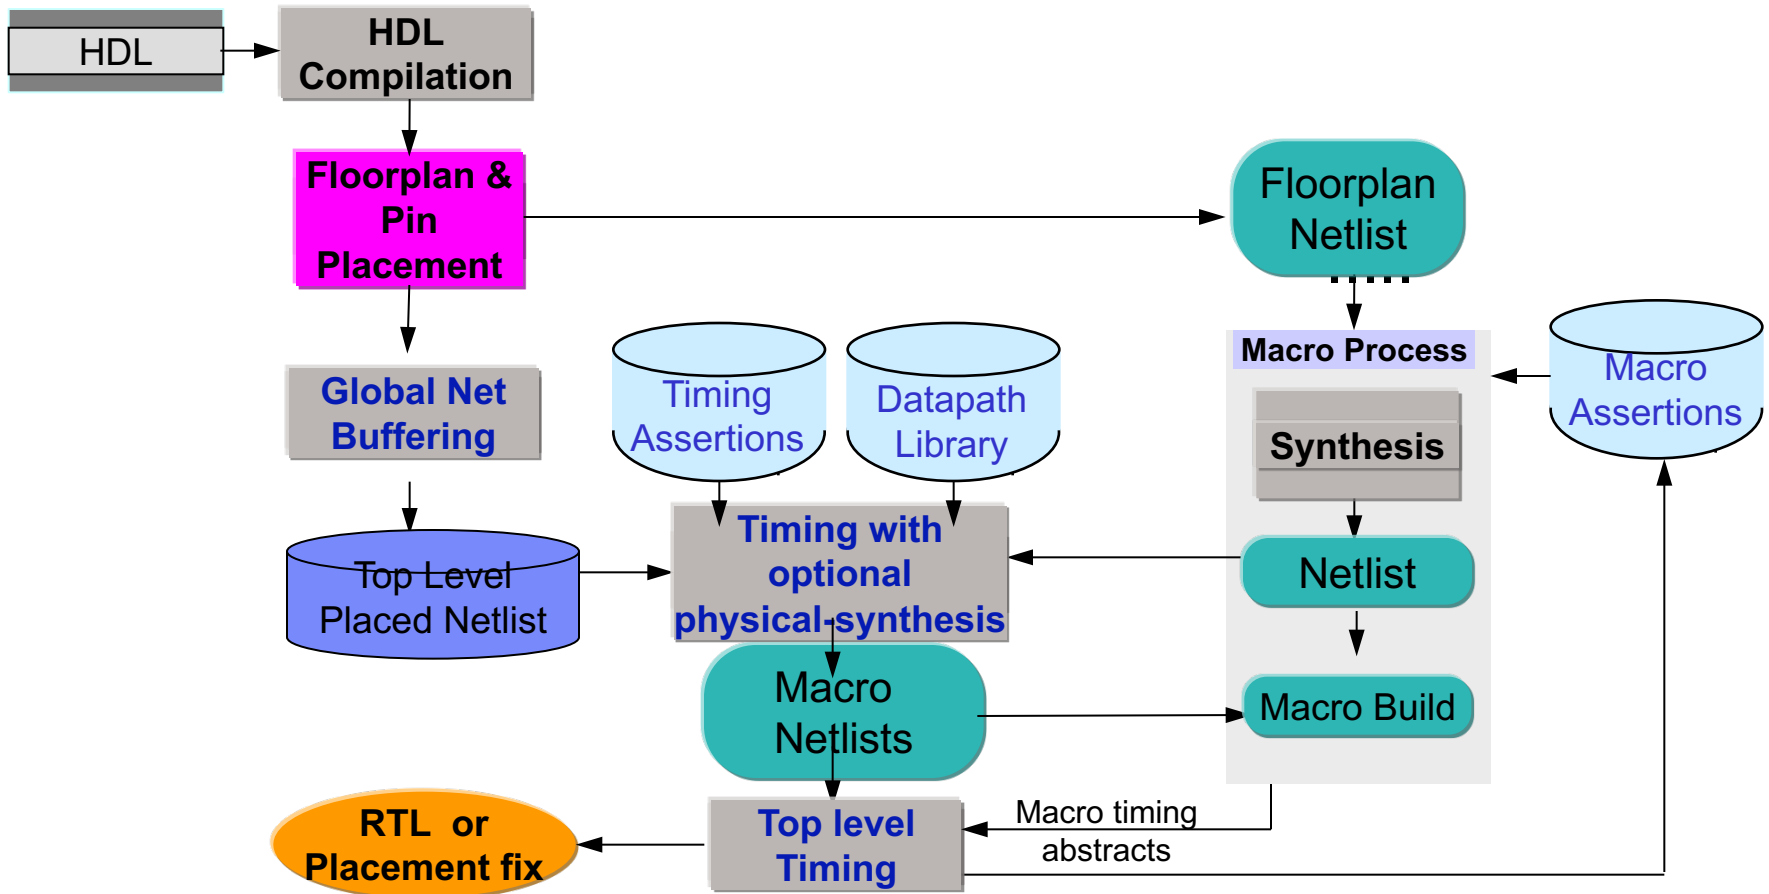 HDL
HDL
Compilation
Floorplan &
Pin
Placement
Floorplan
Netlist
Global Net
Buffering
Timing
Assertions
Datapath
Library
Macro Process
Macro
Assertions
Synthesis
Timing with
optional
physical-synthesis
Top Level
Placed Netlist
Netlist
Macro
Netlists
Macro Build
RTL or
Placement fix
Top level
Timing
Macro timing
abstracts